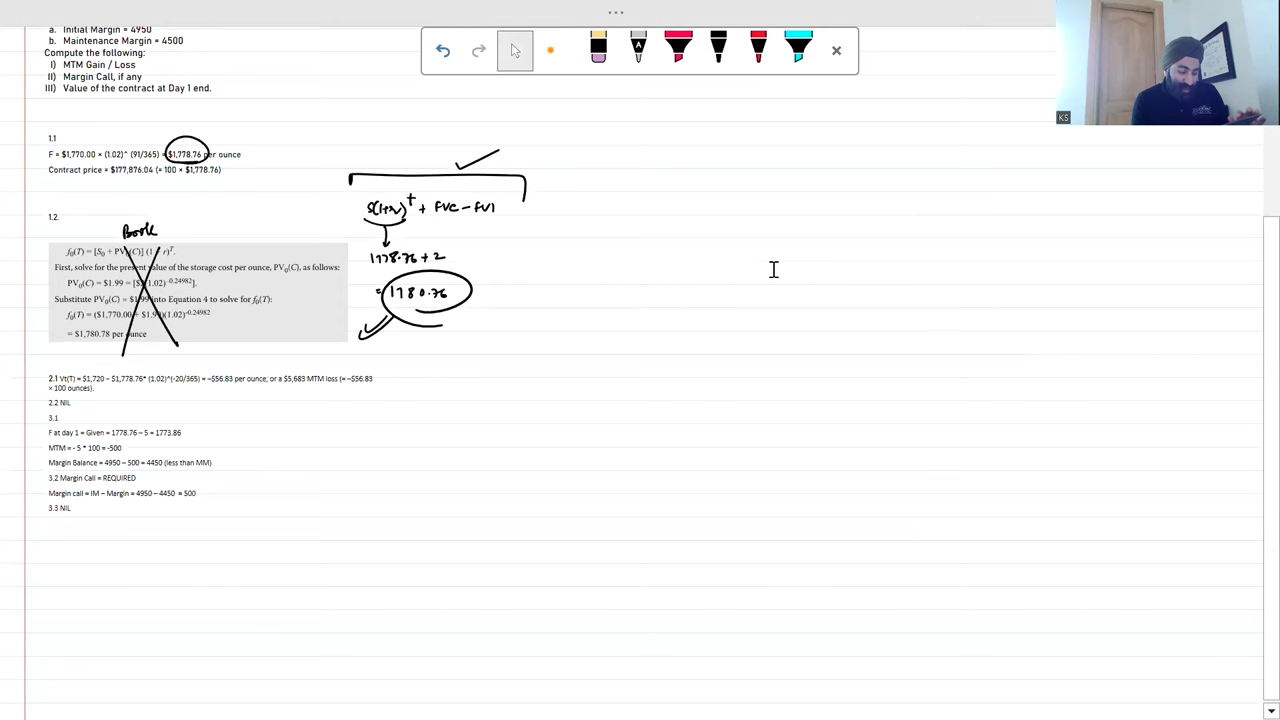 a. Initial Margin = 4950
b. Maintenance Margin = 4500
Compute the following:
I) MTM Gain / Loss
II) Margin Call, if any
III) Value of the contract at Day 1 end.
A
KS
1.1
F = $1,770.00 × (1.02)^ (91/365) = $1,778.76 per ounce
Contract price = $177,876.04 (= 100 × $1,778.76)
S(1+r)^t + FVC - FVI
1.2.
Book
1778.76 + 2
= 1780.76
f₀(T) = [S₀ + PV₀(C)] (1 + r)ᵀ.
First, solve for the present value of the storage cost per ounce, PV₀(C), as follows:
PV₀(C) = $1.99 = [$2(1.02)^-0.24982].
Substitute PV₀(C) = $1.99 into Equation 4 to solve for f₀(T):
f₀(T) = ($1,770.00 + $1.99)(1.02)^-0.24982
= $1,780.78 per ounce
2.1 Vt(T) = $1,720 – $1,778.76* (1.02)^(-20/365) = –$56.83 per ounce, or a $5,683 MTM loss (= –$56.83
× 100 ounces).
2.2 NIL
3.1
F at day 1 = Given = 1778.76 – 5 = 1773.86
MTM = - 5 * 100 = -500
Margin Balance = 4950 – 500 = 4450 (less than MM)
3.2 Margin Call = REQUIRED
Margin call = IM – Margin = 4950 – 4450 = 500
3.3 NIL